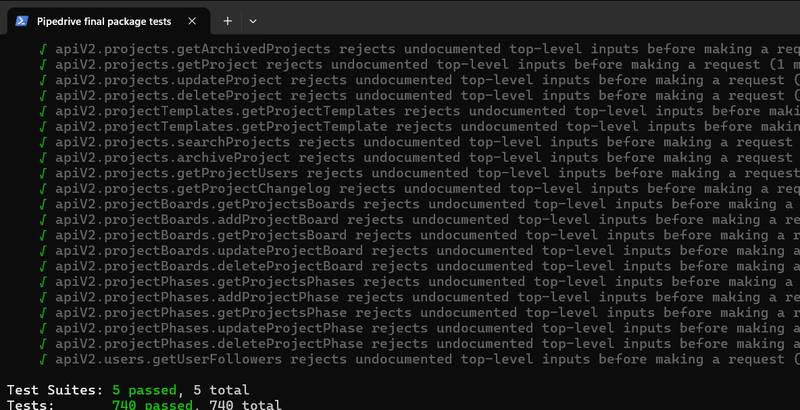 Pipedrive final package tests
√ apiV2.projects.getArchivedProjects rejects undocumented top-level inputs before making a req
√ apiV2.projects.getProject rejects undocumented top-level inputs before making a request (1 m
√ apiV2.projects.updateProject rejects undocumented top-level inputs before making a request (
√ apiV2.projects.deleteProject rejects undocumented top-level inputs before making a request (
√ apiV2.projectTemplates.getProjectTemplates rejects undocumented top-level inputs before maki
√ apiV2.projectTemplates.getProjectTemplate rejects undocumented top-level inputs before makin
√ apiV2.projects.searchProjects rejects undocumented top-level inputs before making a request
√ apiV2.projects.archiveProject rejects undocumented top-level inputs before making a request
√ apiV2.projects.getProjectUsers rejects undocumented top-level inputs before making a request
√ apiV2.projects.getProjectChangelog rejects undocumented top-level inputs before making a req
√ apiV2.projectBoards.getProjectsBoards rejects undocumented top-level inputs before making a
√ apiV2.projectBoards.addProjectBoard rejects undocumented top-level inputs before making a re
√ apiV2.projectBoards.getProjectsBoard rejects undocumented top-level inputs before making a r
√ apiV2.projectBoards.updateProjectBoard rejects undocumented top-level inputs before making a
√ apiV2.projectBoards.deleteProjectBoard rejects undocumented top-level inputs before making a
√ apiV2.projectPhases.getProjectsPhases rejects undocumented top-level inputs before making a
√ apiV2.projectPhases.addProjectPhase rejects undocumented top-level inputs before making a re
√ apiV2.projectPhases.getProjectsPhase rejects undocumented top-level inputs before making a r
√ apiV2.projectPhases.updateProjectPhase rejects undocumented top-level inputs before making a
√ apiV2.projectPhases.deleteProjectPhase rejects undocumented top-level inputs before making a
√ apiV2.users.getUserFollowers rejects undocumented top-level inputs before making a request (
Test Suites: 5 passed, 5 total
Tests: 740 passed, 740 total